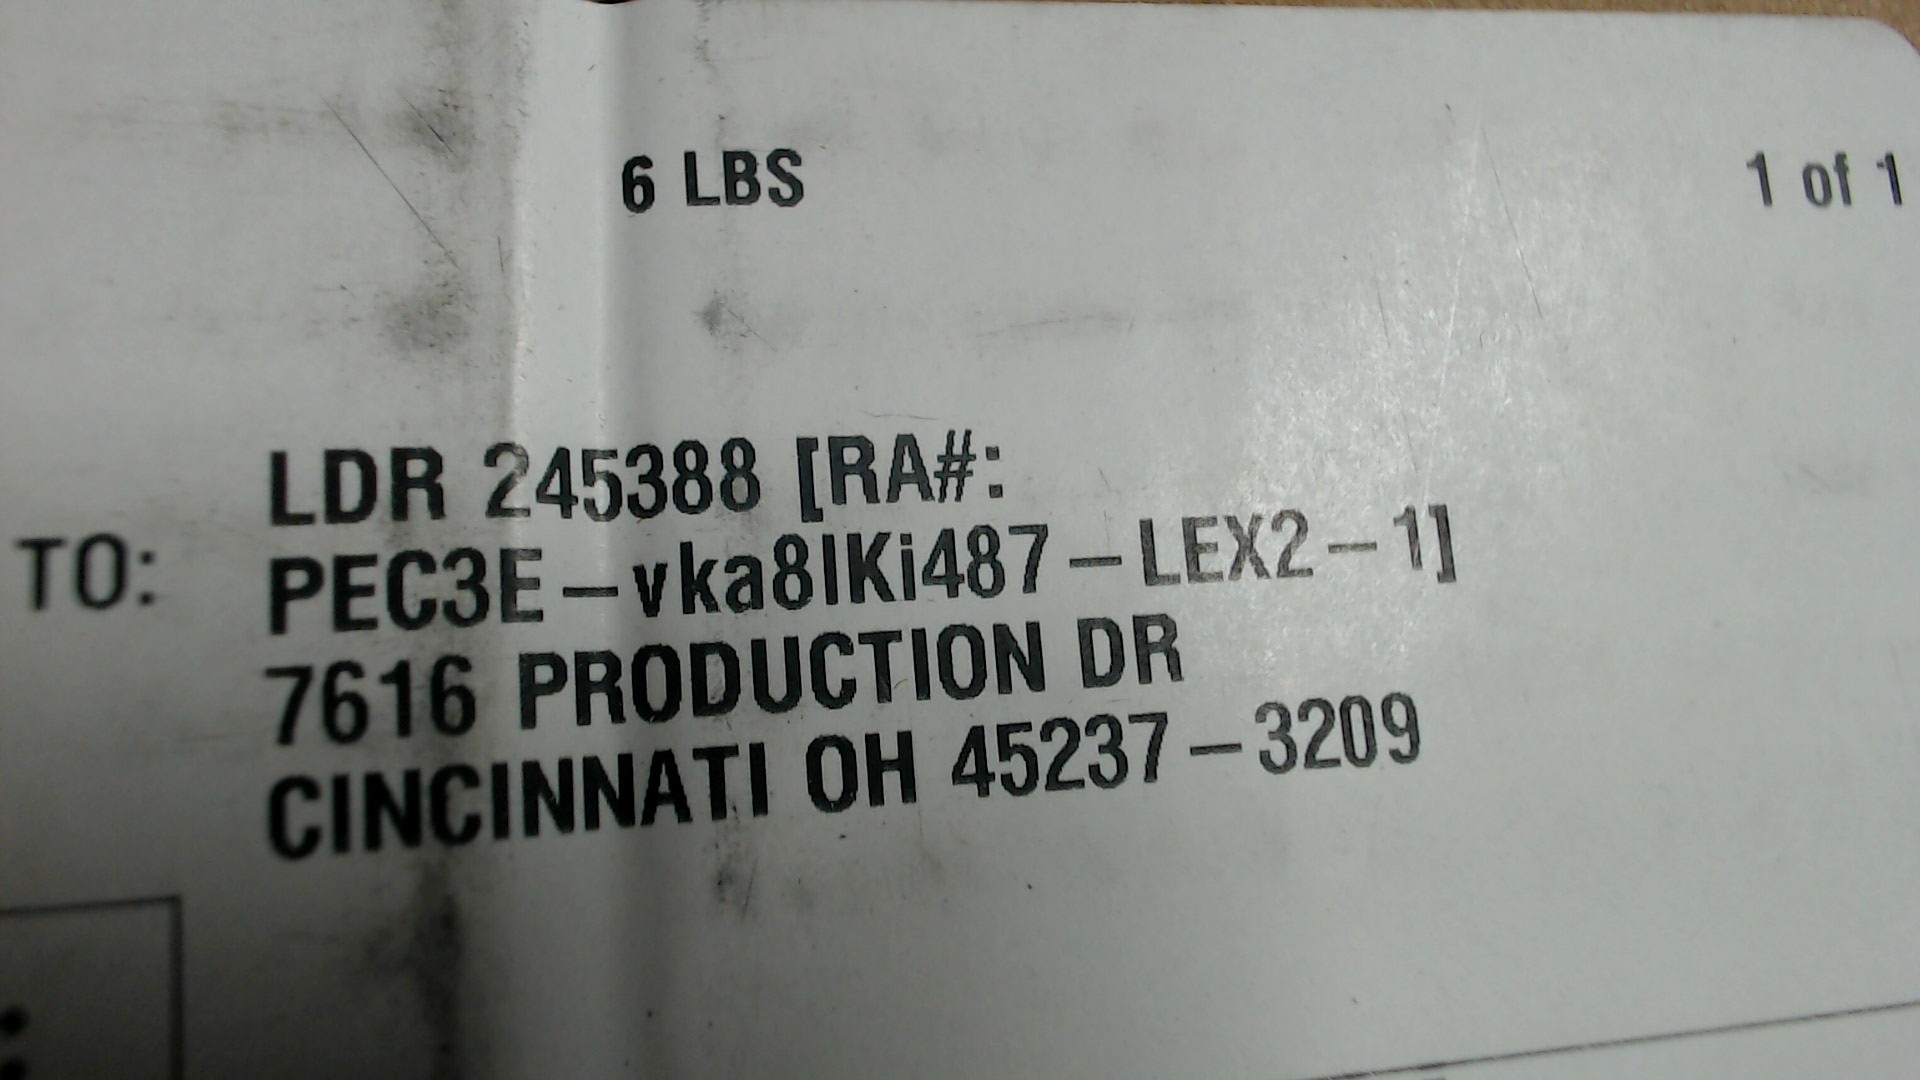 6 LBS 1 of 1
LDR 245388 [RA#:
TO: PEC3E-vka8lKi487-LEX2-1]
7616 PRODUCTION DR
CINCINNATI OH 45237-3209